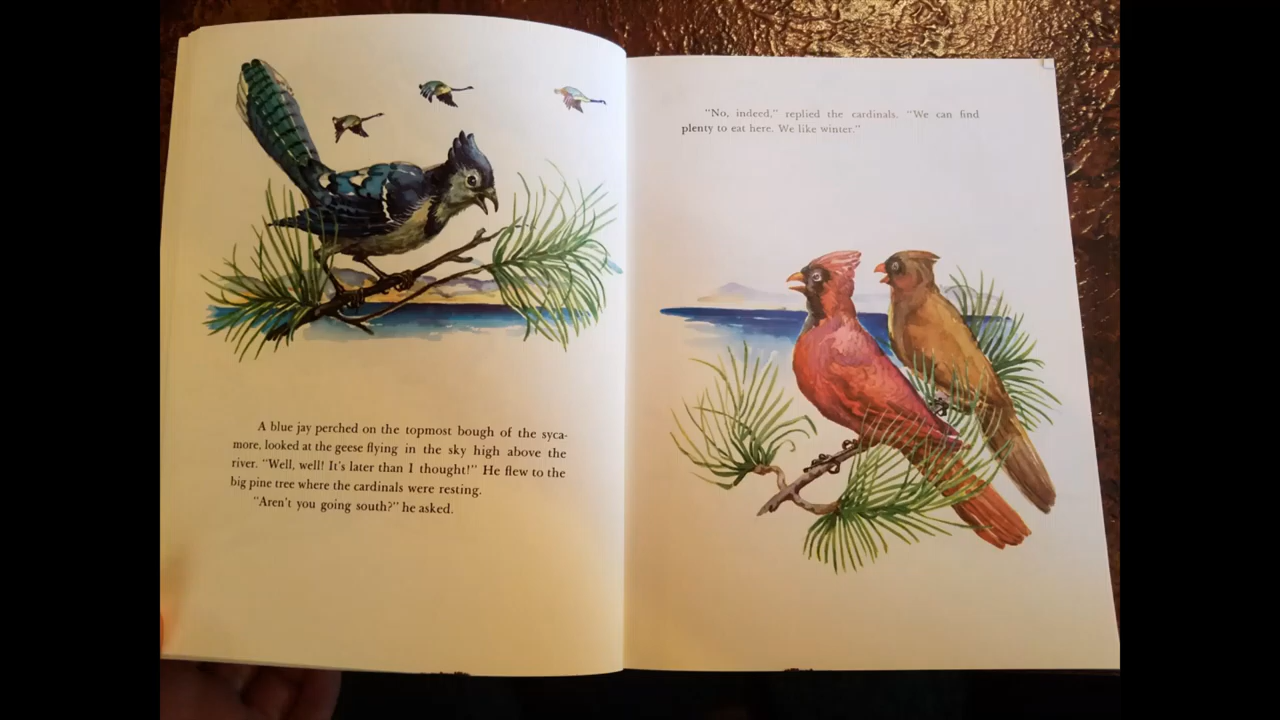 A blue jay perched on the topmost bough of the syca-
more, looked at the geese flying in the sky high above the
river. "Well, well! It's later than I thought!" He flew to the
big pine tree where the cardinals were resting.
"Aren't you going south?" he asked.
"No, indeed," replied the cardinals. "We can find
plenty to eat here. We like winter."